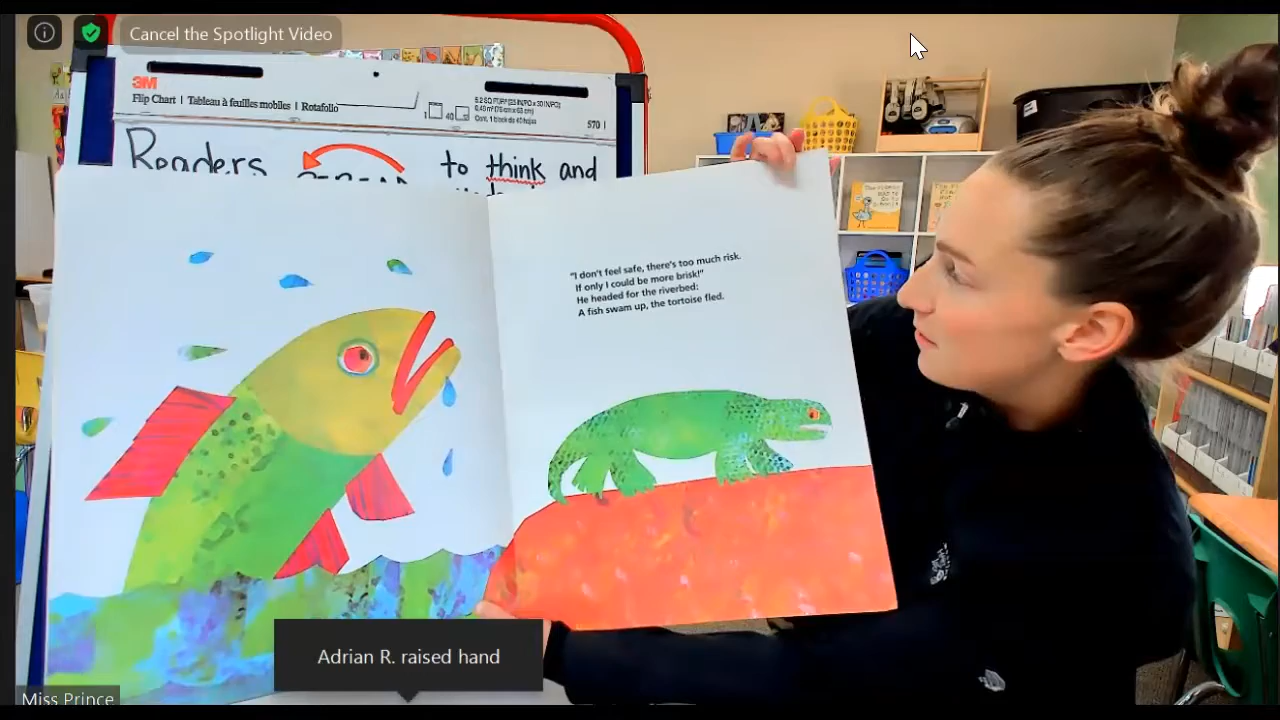 Cancel the Spotlight Video
3M
Flip Chart | Tableau à feuilles mobiles | Rotafolio
40
570
Readers to think and
"I don't feel safe, there's too much risk.
If only I could be more brisk!"
He headed for the riverbed:
A fish swam up, the tortoise fled.
Adrian R. raised hand
Miss Prince